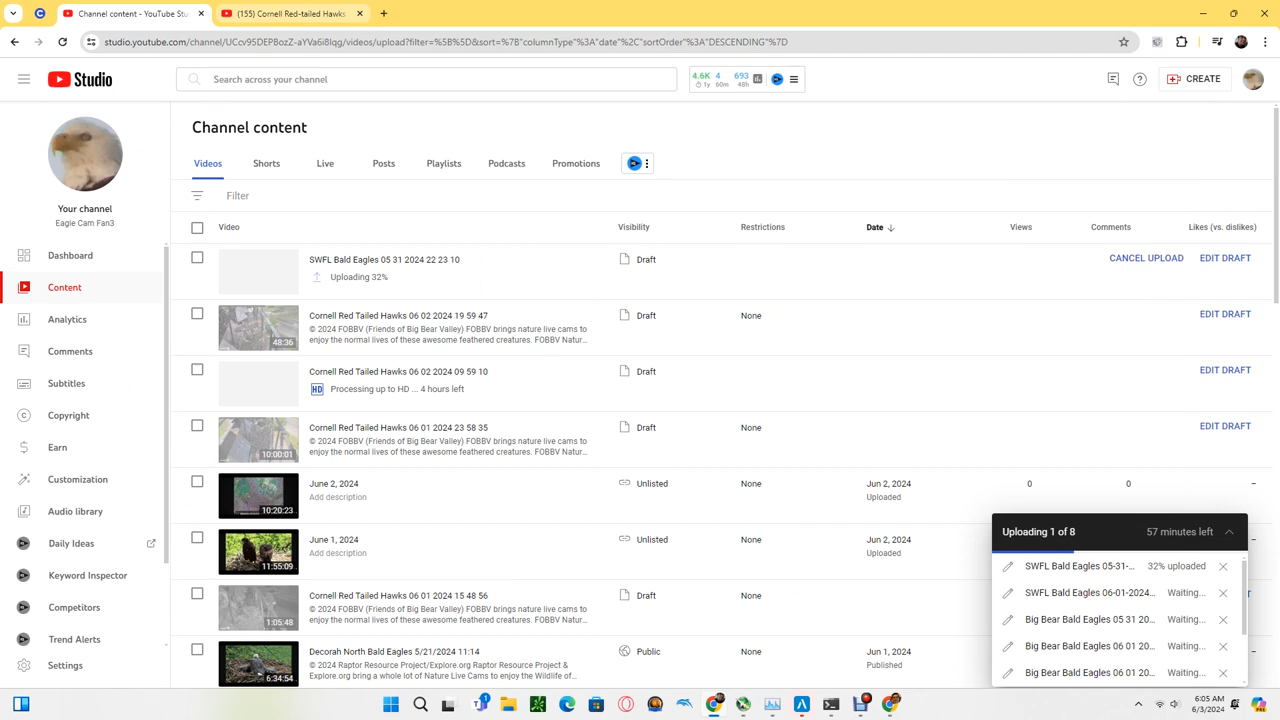 Content content - YouTube Stu
(155) Cornell Red-tailed Hawks
studio.youtube.com/channel/UCcv95DEPBozZ-aYVa6i8lqg/videos/upload?filter=%5B%5D&sort=%7B"columnType"%3A"date"%2C"sortOrder"%3A"DESCENDING"%7D
Studio
Search across your channel
4.6K 4 693
1y 60m 48h
CREATE
Your channel
Eagle Cam Fan3
Dashboard
Content
Analytics
Comments
Subtitles
Copyright
Earn
Customization
Audio library
Daily Ideas
Keyword Inspector
Competitors
Trend Alerts
Settings
Channel content
Videos Shorts Live Posts Playlists Podcasts Promotions
Filter
Video Visibility Restrictions Date Views Comments Likes (vs. dislikes)
SWFL Bald Eagles 05 31 2024 22 23 10 Draft CANCEL UPLOAD EDIT DRAFT
Uploading 32%
Cornell Red Tailed Hawks 06 02 2024 19 59 47 Draft None EDIT DRAFT
© 2024 FOBBV (Friends of Big Bear Valley) FOBBV brings nature live cams to
enjoy the normal lives of these awesome feathered creatures. FOBBV Natur...
48:36
Cornell Red Tailed Hawks 06 02 2024 09 59 10 Draft EDIT DRAFT
HD Processing up to HD ... 4 hours left
Cornell Red Tailed Hawks 06 01 2024 23 58 35 Draft None EDIT DRAFT
© 2024 FOBBV (Friends of Big Bear Valley) FOBBV brings nature live cams to
enjoy the normal lives of these awesome feathered creatures. FOBBV Natur...
10:00:01
June 2, 2024 Unlisted None Jun 2, 2024 0 0 –
Add description Uploaded
10:20:23
June 1, 2024 Unlisted None Jun 2, 2024
Add description Uploaded
11:55:09
Cornell Red Tailed Hawks 06 01 2024 15 48 56 Draft None
© 2024 FOBBV (Friends of Big Bear Valley) FOBBV brings nature live cams to
enjoy the normal lives of these awesome feathered creatures. FOBBV Natur...
1:05:48
Decorah North Bald Eagles 5/21/2024 11:14 Public None Jun 1, 2024
© 2024 Raptor Resource Project/Explore.org Raptor Resource Project & Published
Explore.org bring a whole lot of Nature Live Cams to enjoy the Wildlife of...
6:34:54
Uploading 1 of 8 57 minutes left
SWFL Bald Eagles 05-31-... 32% uploaded
SWFL Bald Eagles 06-01-2024... Waiting...
Big Bear Bald Eagles 05 31 20... Waiting...
Big Bear Bald Eagles 06 01 20... Waiting...
Big Bear Bald Eagles 06 01 20... Waiting...
6:05 AM
6/3/2024